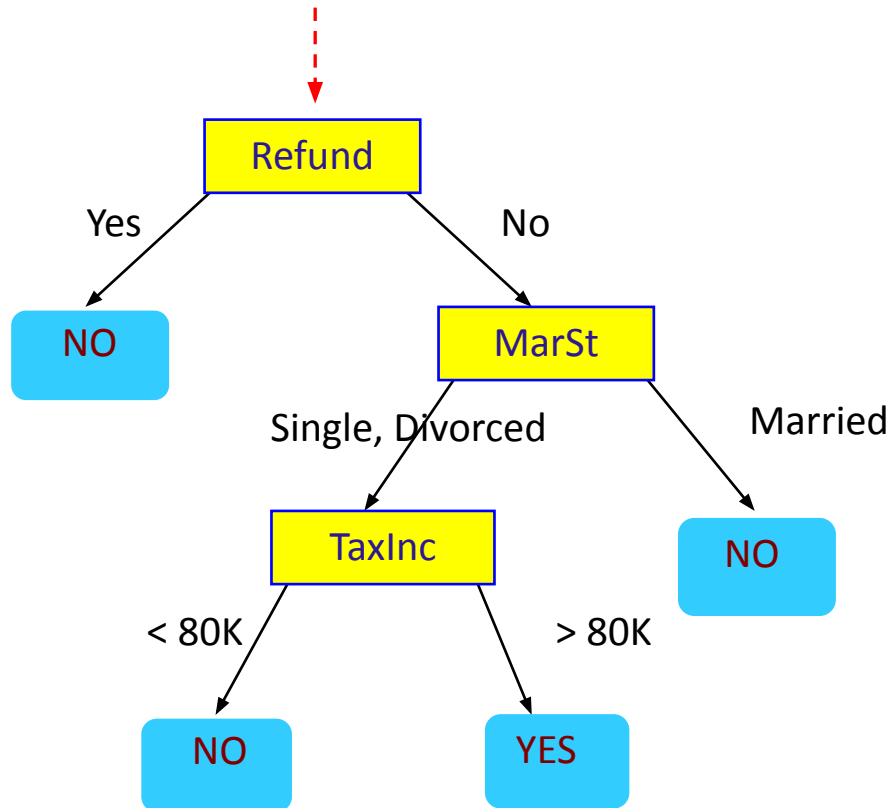 Refund
Yes
No
NO
MarSt
Single, Divorced
Married
TaxInc
NO
< 80K
> 80K
NO
YES